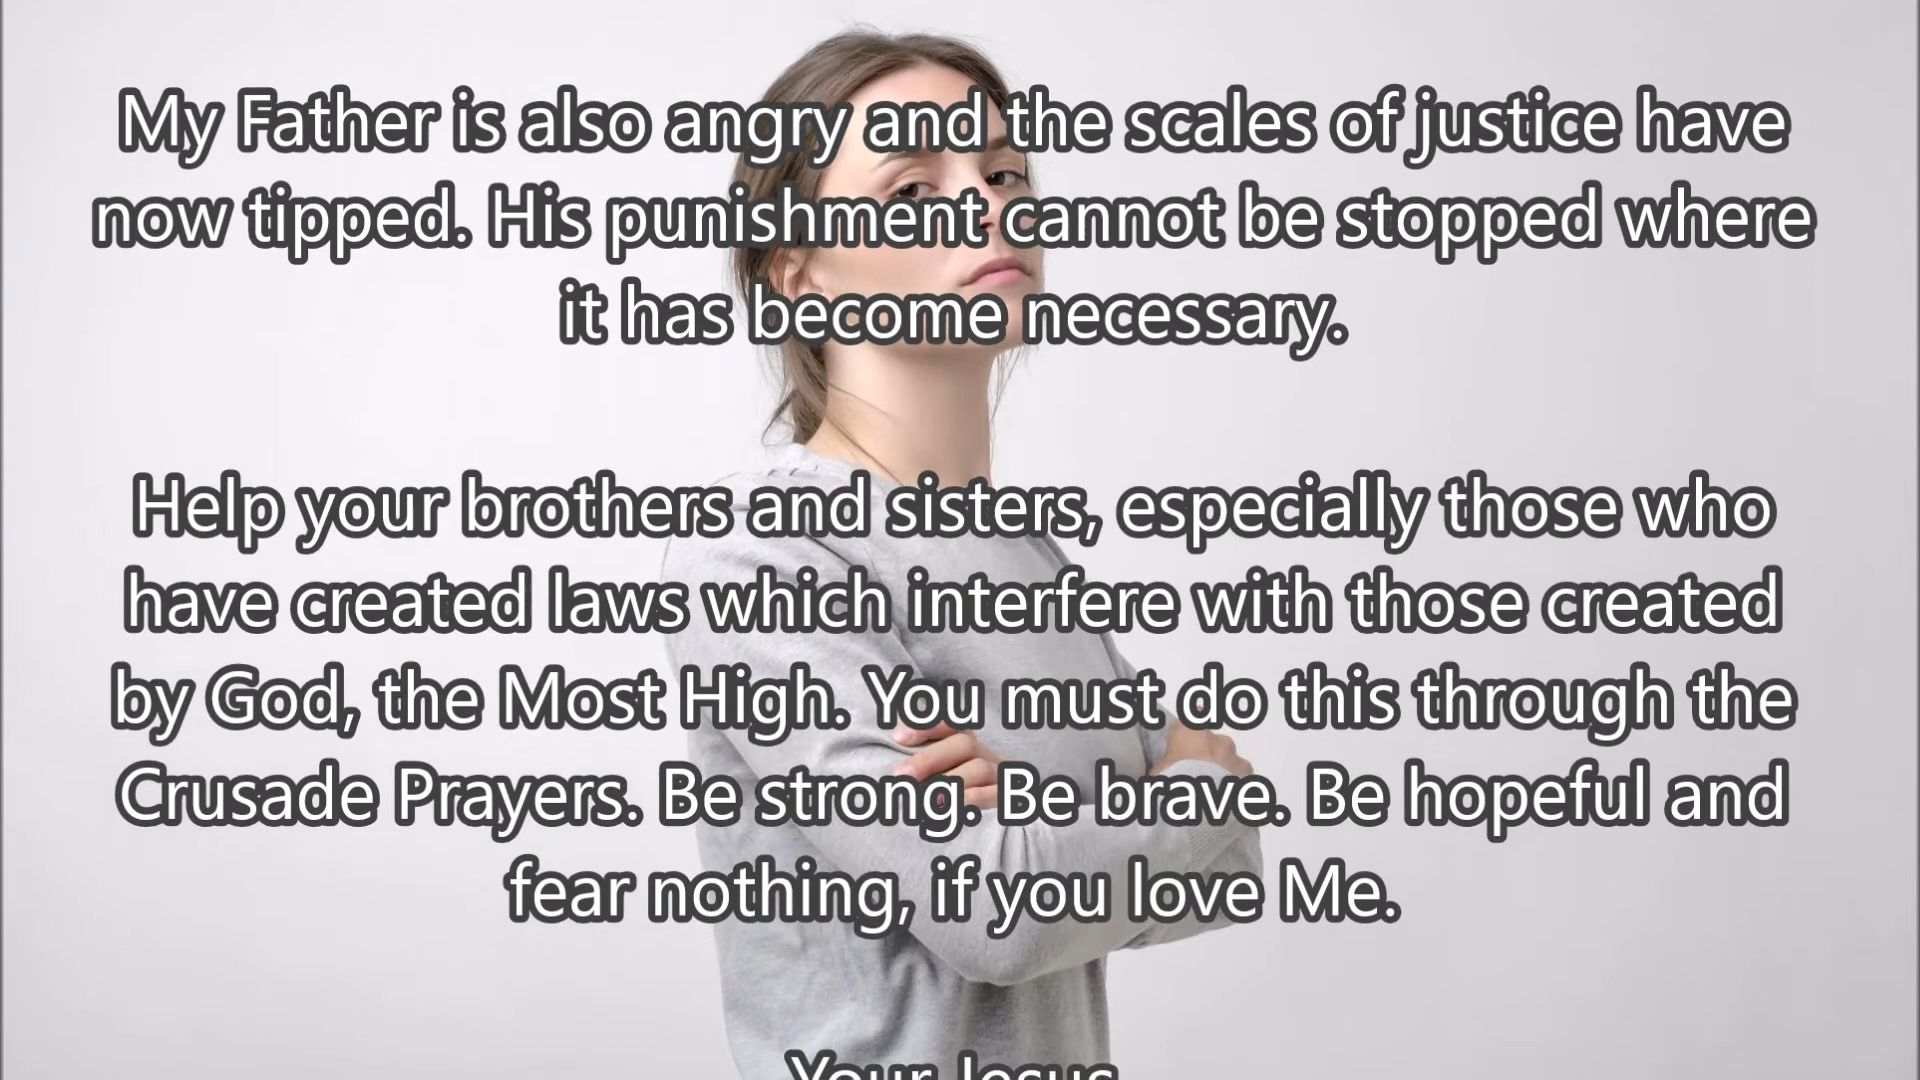 My Father is also angry and the scales of justice have
now tipped. His punishment cannot be stopped where
it has become necessary.
Help your brothers and sisters, especially those who
have created laws which interfere with those created
by God, the Most High. You must do this through the
Crusade Prayers. Be strong. Be brave. Be hopeful and
fear nothing, if you love Me.
Your Jesus